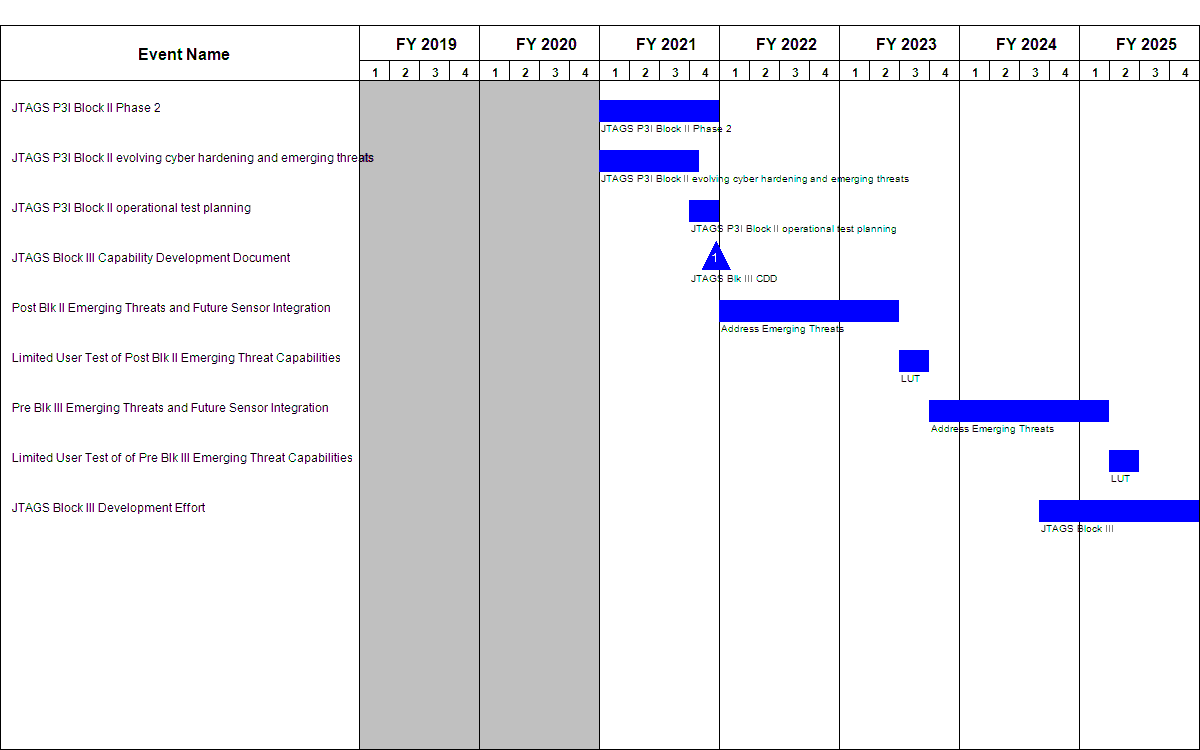 Event Name
FY 2019 FY 2020 FY 2021 FY 2022 FY 2023 FY 2024 FY 2025
1 2 3 4 1 2 3 4 1 2 3 4 1 2 3 4 1 2 3 4 1 2 3 4 1 2 3 4
JTAGS P3I Block II Phase 2
JTAGS P3I Block II Phase 2
JTAGS P3I Block II evolving cyber hardening and emerging threats
JTAGS P3I Block II evolving cyber hardening and emerging threats
JTAGS P3I Block II operational test planning
JTAGS P3I Block II operational test planning
JTAGS Block III Capability Development Document
1
JTAGS Blk III CDD
Post Blk II Emerging Threats and Future Sensor Integration
Address Emerging Threats
Limited User Test of Post Blk II Emerging Threat Capabilities
LUT
Pre Blk III Emerging Threats and Future Sensor Integration
Address Emerging Threats
Limited User Test of of Pre Blk III Emerging Threat Capabilities
LUT
JTAGS Block III Development Effort
JTAGS Block III